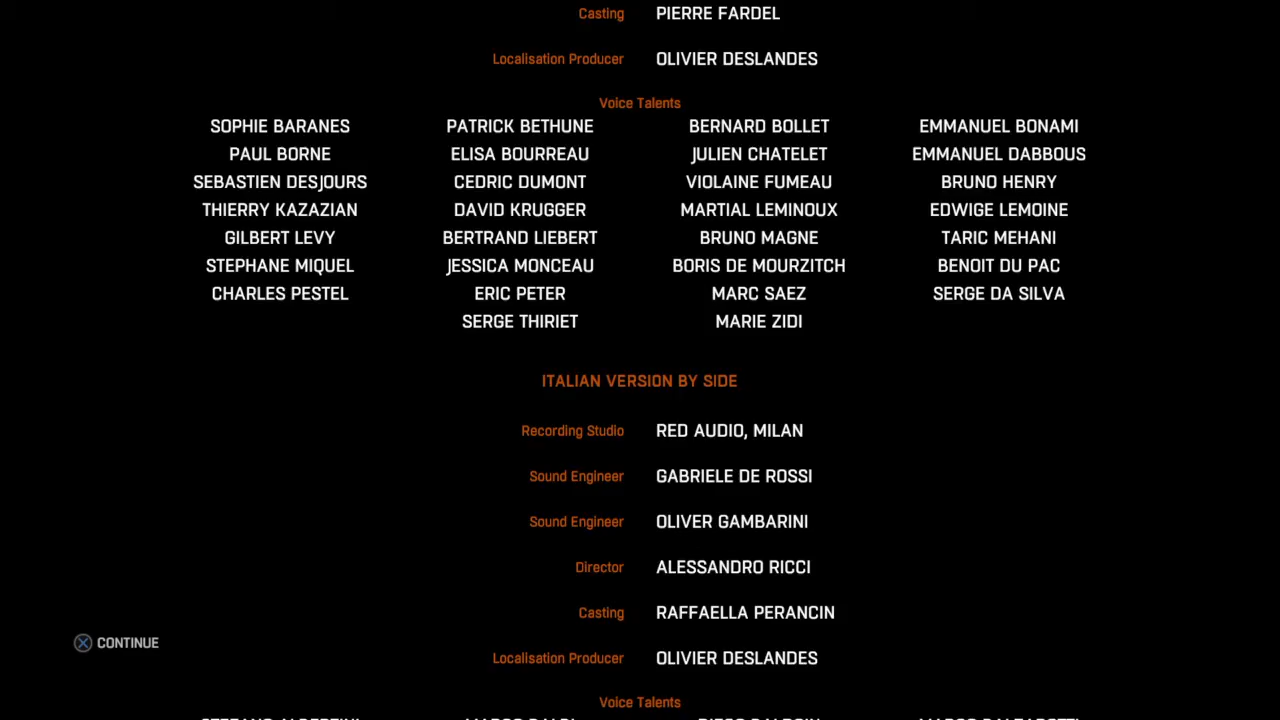 Casting PIERRE FARDEL
Localisation Producer OLIVIER DESLANDES
Voice Talents
SOPHIE BARANES PATRICK BETHUNE BERNARD BOLLET EMMANUEL BONAMI
PAUL BORNE ELISA BOURREAU JULIEN CHATELET EMMANUEL DABBOUS
SEBASTIEN DESJOURS CEDRIC DUMONT VIOLAINE FUMEAU BRUNO HENRY
THIERRY KAZAZIAN DAVID KRUGGER MARTIAL LEMINOUX EDWIGE LEMOINE
GILBERT LEVY BERTRAND LIEBERT BRUNO MAGNE TARIC MEHANI
STEPHANE MIQUEL JESSICA MONCEAU BORIS DE MOURZITCH BENOIT DU PAC
CHARLES PESTEL ERIC PETER MARC SAEZ SERGE DA SILVA
SERGE THIRIET MARIE ZIDI
ITALIAN VERSION BY SIDE
Recording Studio RED AUDIO, MILAN
Sound Engineer GABRIELE DE ROSSI
Sound Engineer OLIVER GAMBARINI
Director ALESSANDRO RICCI
Casting RAFFAELLA PERANCIN
CONTINUE
Localisation Producer OLIVIER DESLANDES
Voice Talents